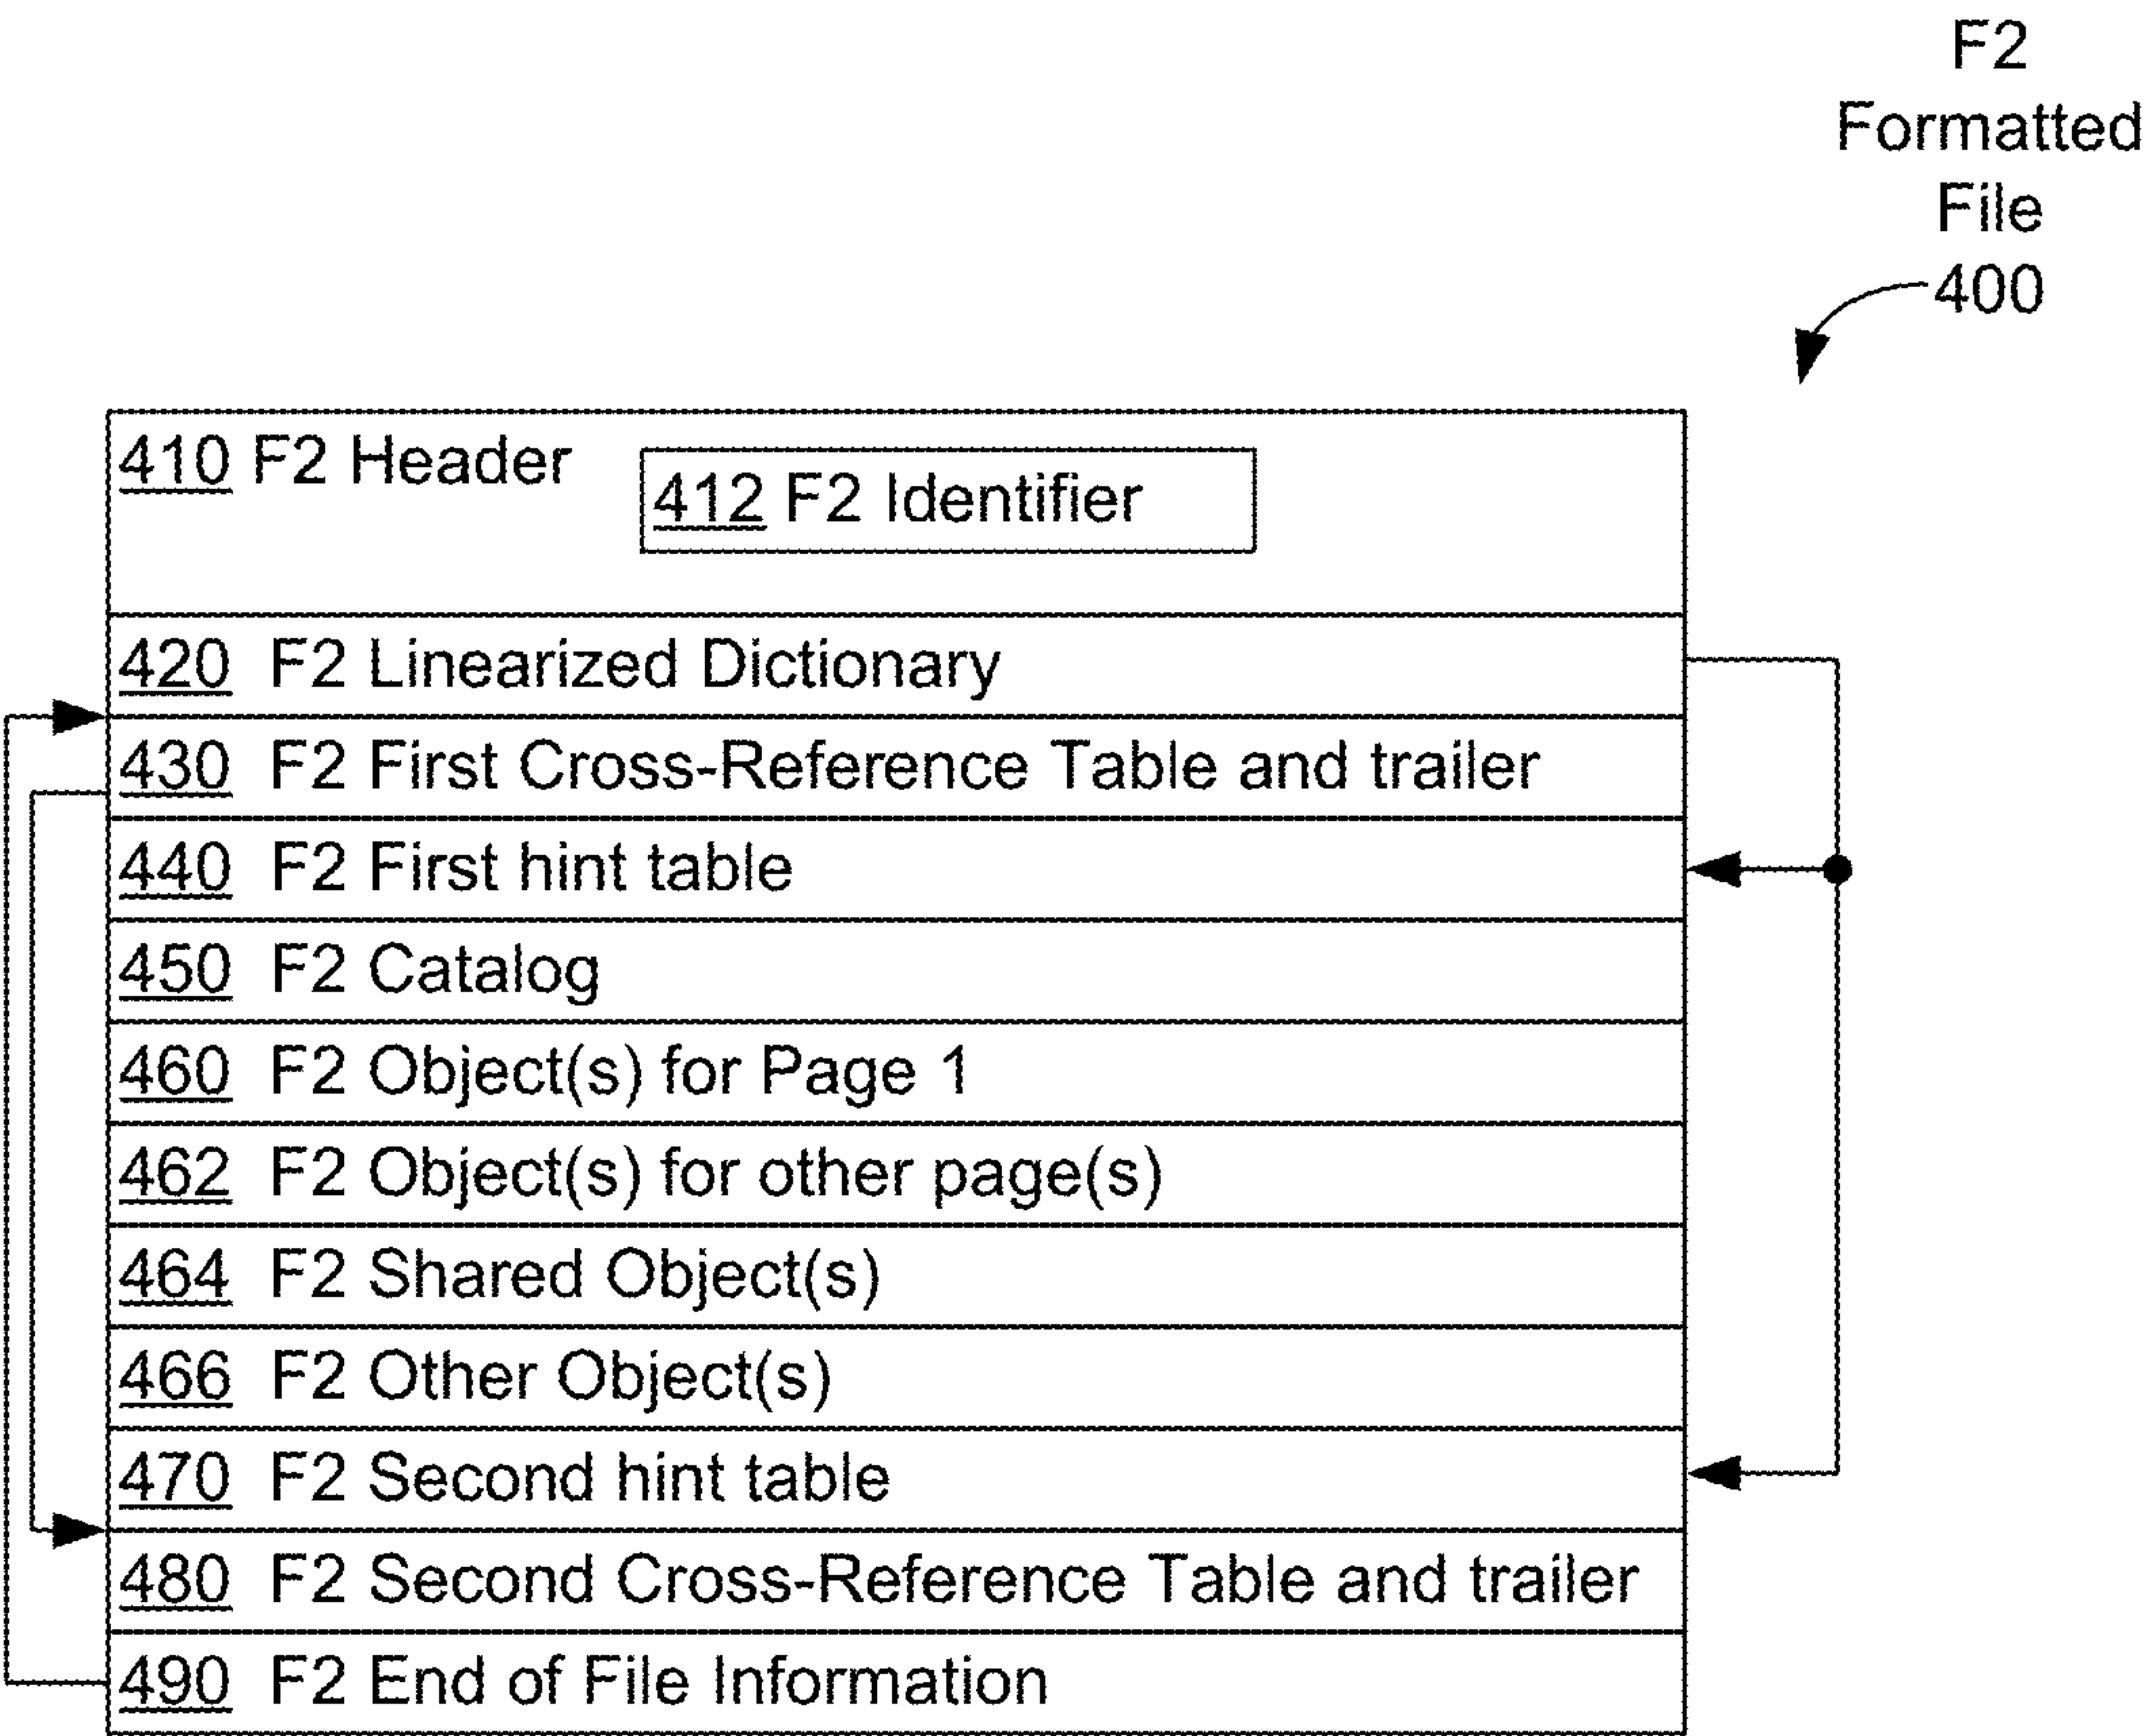 F2
Formatted
File
400
410 F2 Header
412 F2 Identifier
420 F2 Linearized Dictionary
430 F2 First Cross-Reference Table and trailer
440 F2 First hint table
450 F2 Catalog
460 F2 Object(s) for Page 1
462 F2 Object(s) for other page(s)
464 F2 Shared Object(s)
466 F2 Other Object(s)
470 F2 Second hint table
480 F2 Second Cross-Reference Table and trailer
490 F2 End of File Information